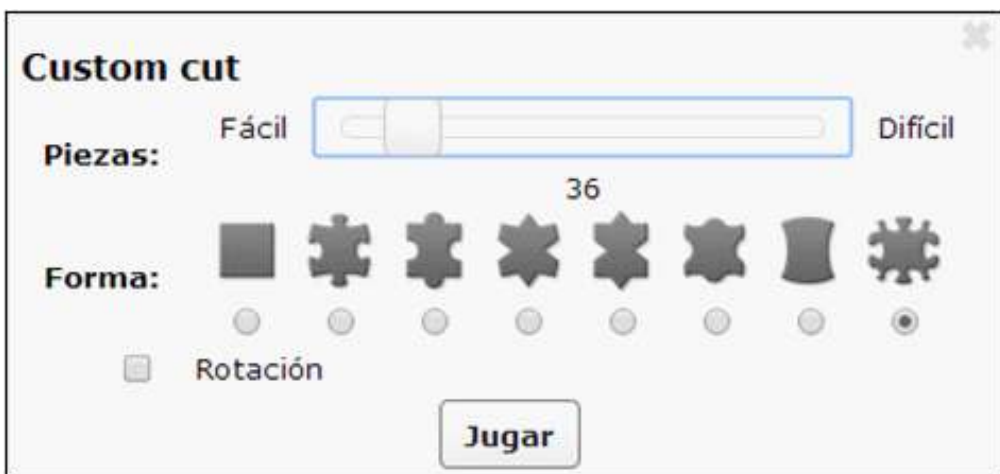 Custom cut
Piezas:
Fácil
Difícil
36
Forma:
Rotación
Jugar